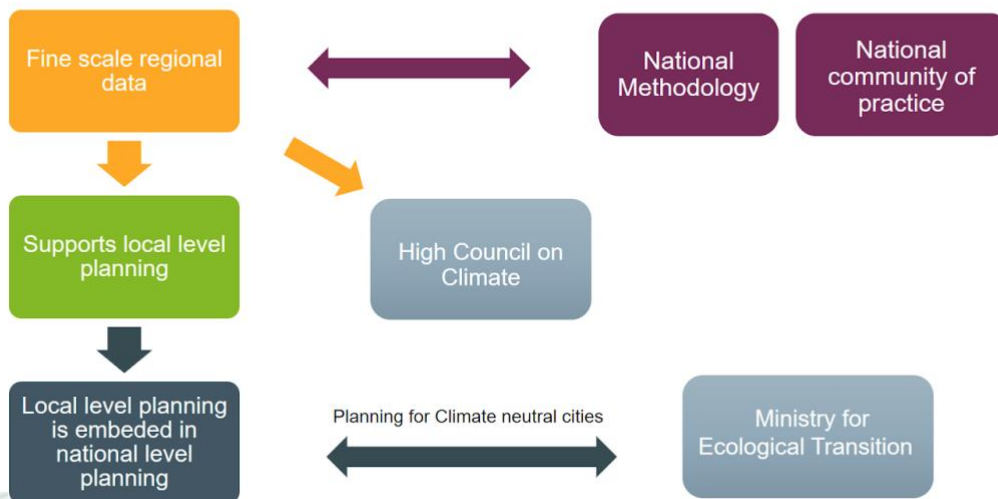 Fine scale regional
data
National
Methodology
National
community of
practice
Supports local level
planning
High Council on
Climate
Local level planning
is embeded in
national level
planning
Planning for Climate neutral cities
Ministry for
Ecological Transition